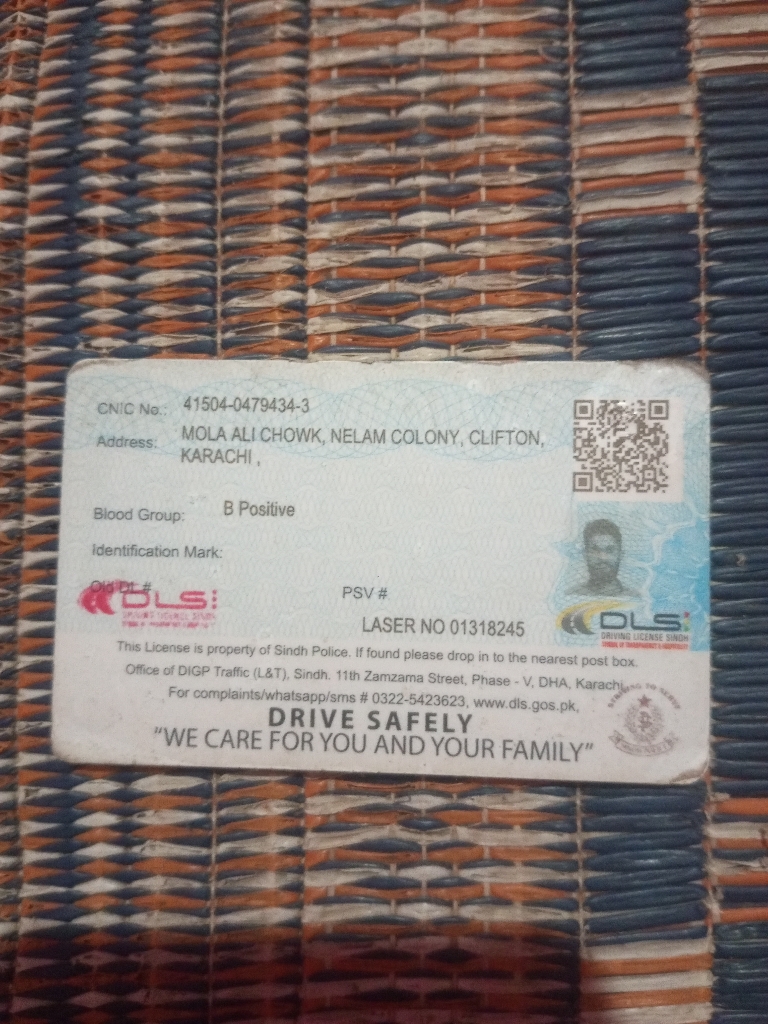 CNIC No.: 41504-0479434-3
Address: MOLA ALI CHOWK, NELAM COLONY, CLIFTON,
KARACHI ,
Blood Group: B Positive
Identification Mark:
Old DL #
DLS
PSV #
LASER NO 01318245
DLS
DRIVING LICENSE SINDH
This License is property of Sindh Police. If found please drop in to the nearest post box.
Office of DIGP Traffic (L&T), Sindh. 11th Zamzama Street, Phase - V, DHA, Karachi
For complaints/whatsapp/sms # 0322-5423623, www.dls.gos.pk,
DRIVE SAFELY
"WE CARE FOR YOU AND YOUR FAMILY"